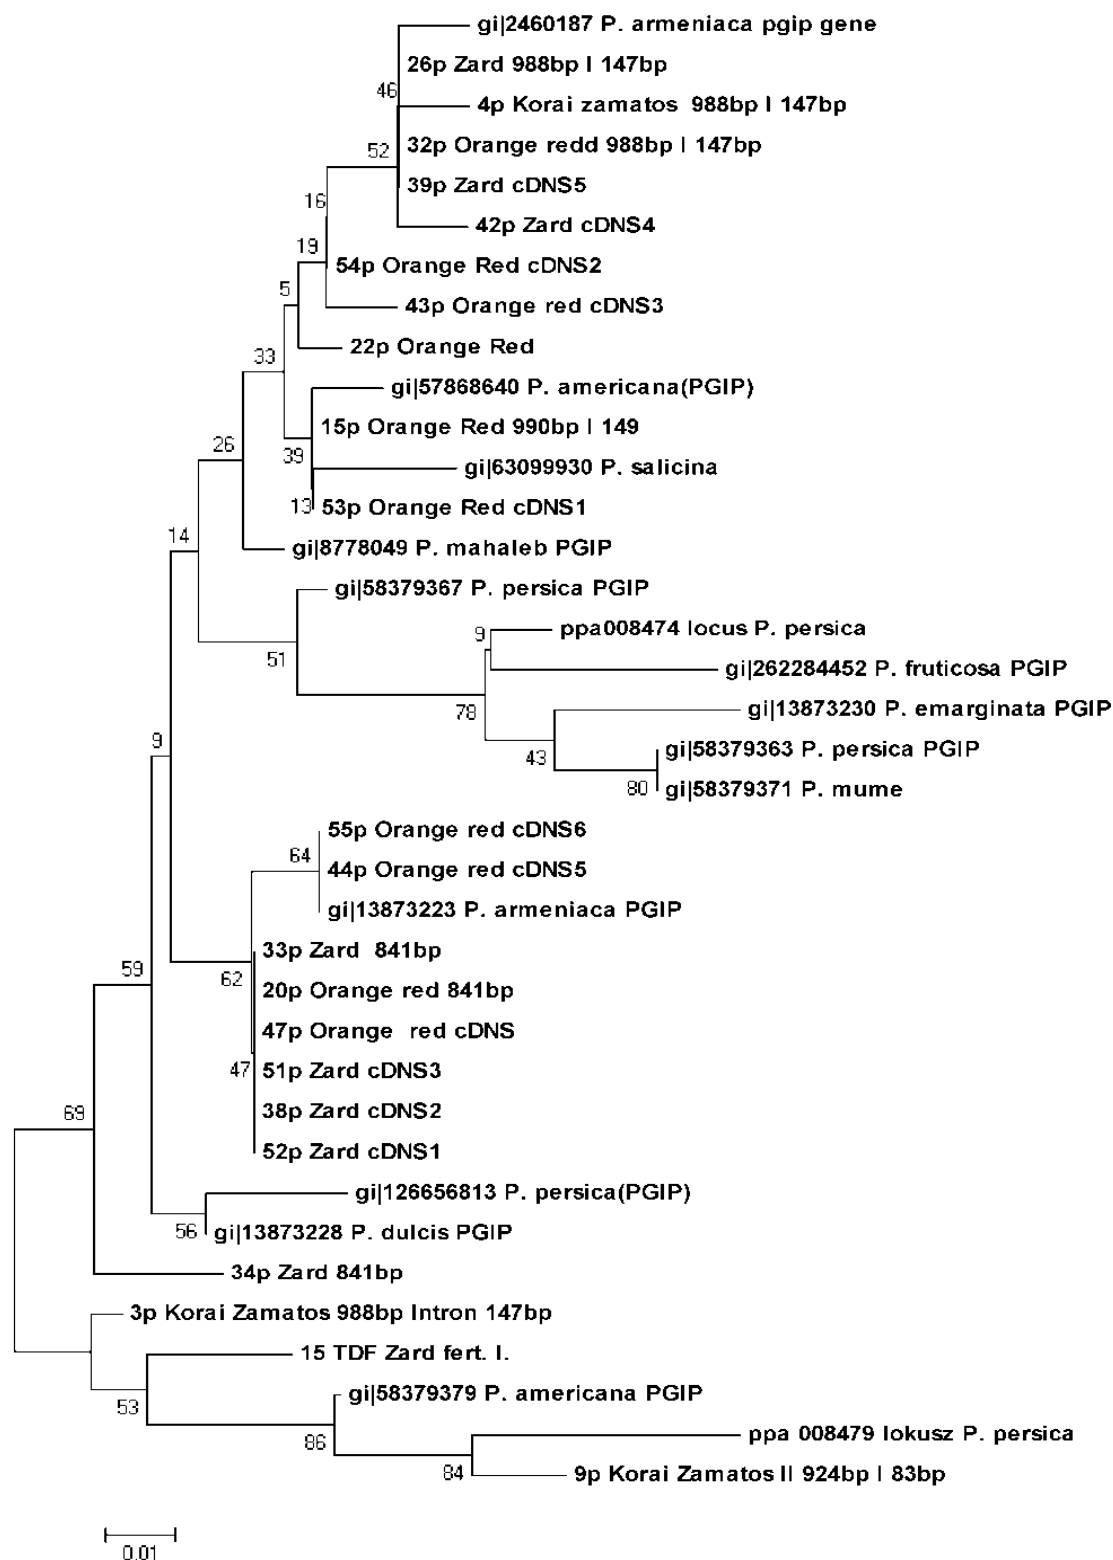 gi|2460187 P. armeniaca pgip gene
26p Zard 988bp I 147bp
46
4p Korai zamatos 988bp I 147bp
32p Orange redd 988bp I 147bp
52
39p Zard cDNS5
16
42p Zard cDNS4
19
54p Orange Red cDNS2
5
43p Orange red cDNS3
22p Orange Red
33
gi|57868640 P. americana(PGIP)
15p Orange Red 990bp I 149
26
39
gi|63099930 P. salicina
13
53p Orange Red cDNS1
14
gi|8778049 P. mahaleb PGIP
gi|58379367 P. persica PGIP
9
ppa008474 locus P. persica
51
gi|262284452 P. fruticosa PGIP
78
gi|13873230 P. emarginata PGIP
9
43
gi|58379363 P. persica PGIP
80
gi|58379371 P. mume
55p Orange red cDNS6
64
44p Orange red cDNS5
gi|13873223 P. armeniaca PGIP
33p Zard 841bp
59
62
20p Orange red 841bp
47p Orange red cDNS
47
51p Zard cDNS3
38p Zard cDNS2
69
52p Zard cDNS1
gi|126656813 P. persica(PGIP)
56
gi|13873228 P. dulcis PGIP
34p Zard 841bp
3p Korai Zamatos 988bp Intron 147bp
15 TDF Zard fert. I.
53
gi|58379379 P. americana PGIP
86
ppa 008479 lokusz P. persica
84
9p Korai Zamatos II 924bp I 83bp
0.01